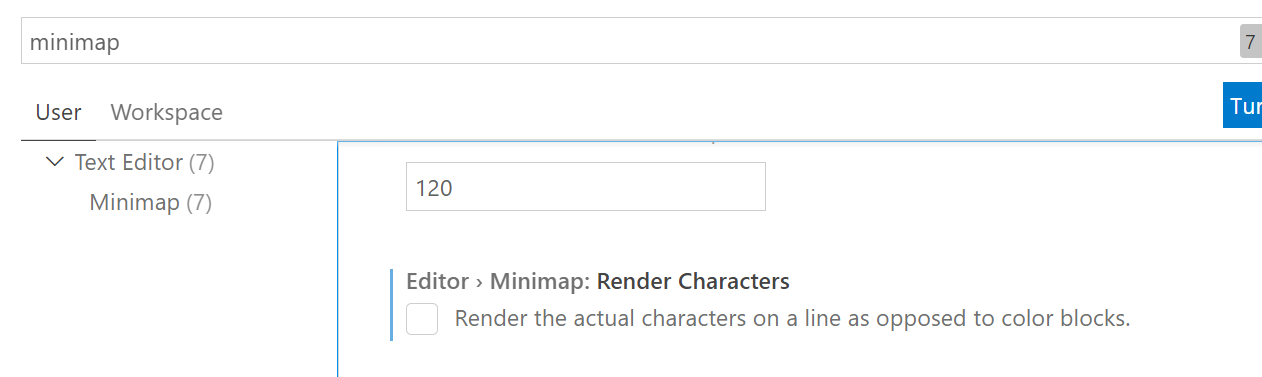 minimap
7
User Workspace
Text Editor (7)
Minimap (7)
120
Editor › Minimap: Render Characters
Render the actual characters on a line as opposed to color blocks.